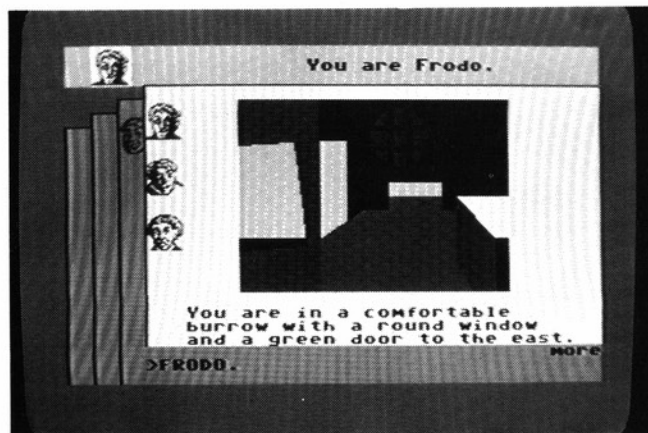 You are Frodo.
You are in a comfortable
burrow with a round window
and a green door to the east.
more
>FRODO.